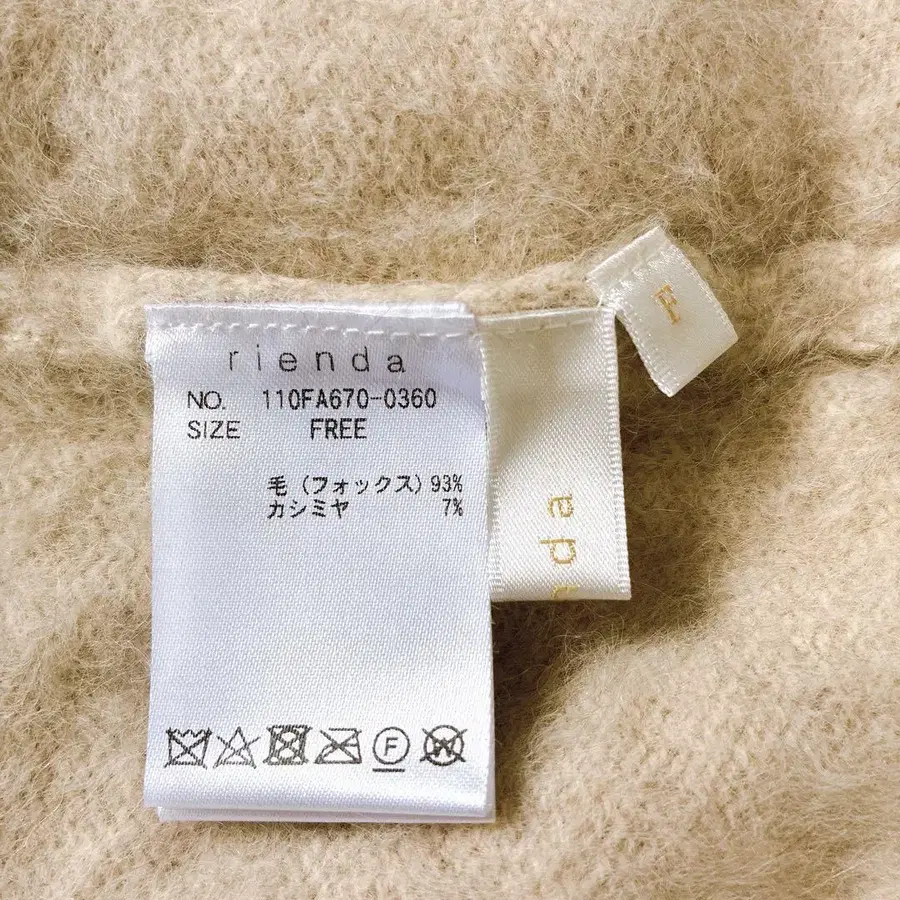 rienda
NO. 110FA670-0360
SIZE FREE
毛 (フォックス) 93%
カシミヤ 7%
F
W
F
da